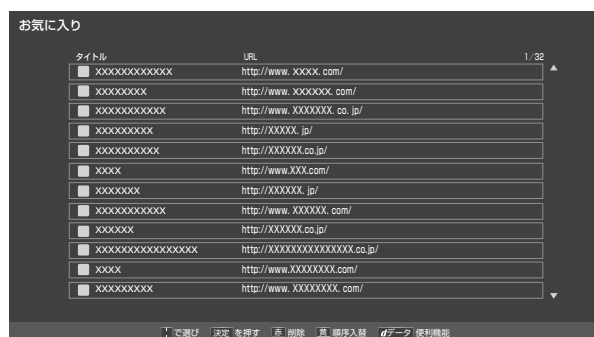 お気に入り
タイトル URL 1/32
XXXXXXXXXXXX http://www. XXXX. com/
XXXXXXXX http://www. XXXXXX. com/
XXXXXXXXXXX http://www. XXXXXXX. co. jp/
XXXXXXXXX http://XXXXX. jp/
XXXXXXXXXX http://XXXXXX.co.jp/
XXXX http://www.XXX.com/
XXXXXXX http://XXXXXX. jp/
XXXXXXXXXXX http://www. XXXXXX. com/
XXXXXX http://XXXXXX.co.jp/
XXXXXXXXXXXXXXXX http://XXXXXXXXXXXXXXX.co.jp/
XXXX http://www.XXXXXXXX.com/
XXXXXXXXX http://www. XXXXXXXX. com/
で選び 決定 を押す 赤 削除 黄 順序入替 dデータ 便利機能